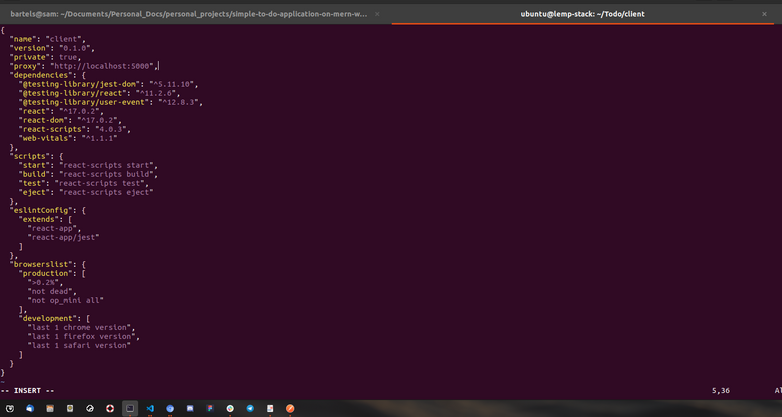 bartels@sam: ~/Documents/Personal_Docs/personal_projects/simple-to-do-application-on-mern-w... ×
ubuntu@lemp-stack: ~/Todo/client ×
{
  "name": "client",
  "version": "0.1.0",
  "private": true,
  "proxy": "http://localhost:5000",
  "dependencies": {
    "@testing-library/jest-dom": "^5.11.10",
    "@testing-library/react": "^11.2.6",
    "@testing-library/user-event": "^12.8.3",
    "react": "^17.0.2",
    "react-dom": "^17.0.2",
    "react-scripts": "4.0.3",
    "web-vitals": "^1.1.1"
  },
  "scripts": {
    "start": "react-scripts start",
    "build": "react-scripts build",
    "test": "react-scripts test",
    "eject": "react-scripts eject"
  },
  "eslintConfig": {
    "extends": [
      "react-app",
      "react-app/jest"
    ]
  },
  "browserslist": {
    "production": [
      ">0.2%",
      "not dead",
      "not op_mini all"
    ],
    "development": [
      "last 1 chrome version",
      "last 1 firefox version",
      "last 1 safari version"
    ]
  }
}
~
-- INSERT -- 5,36 Al